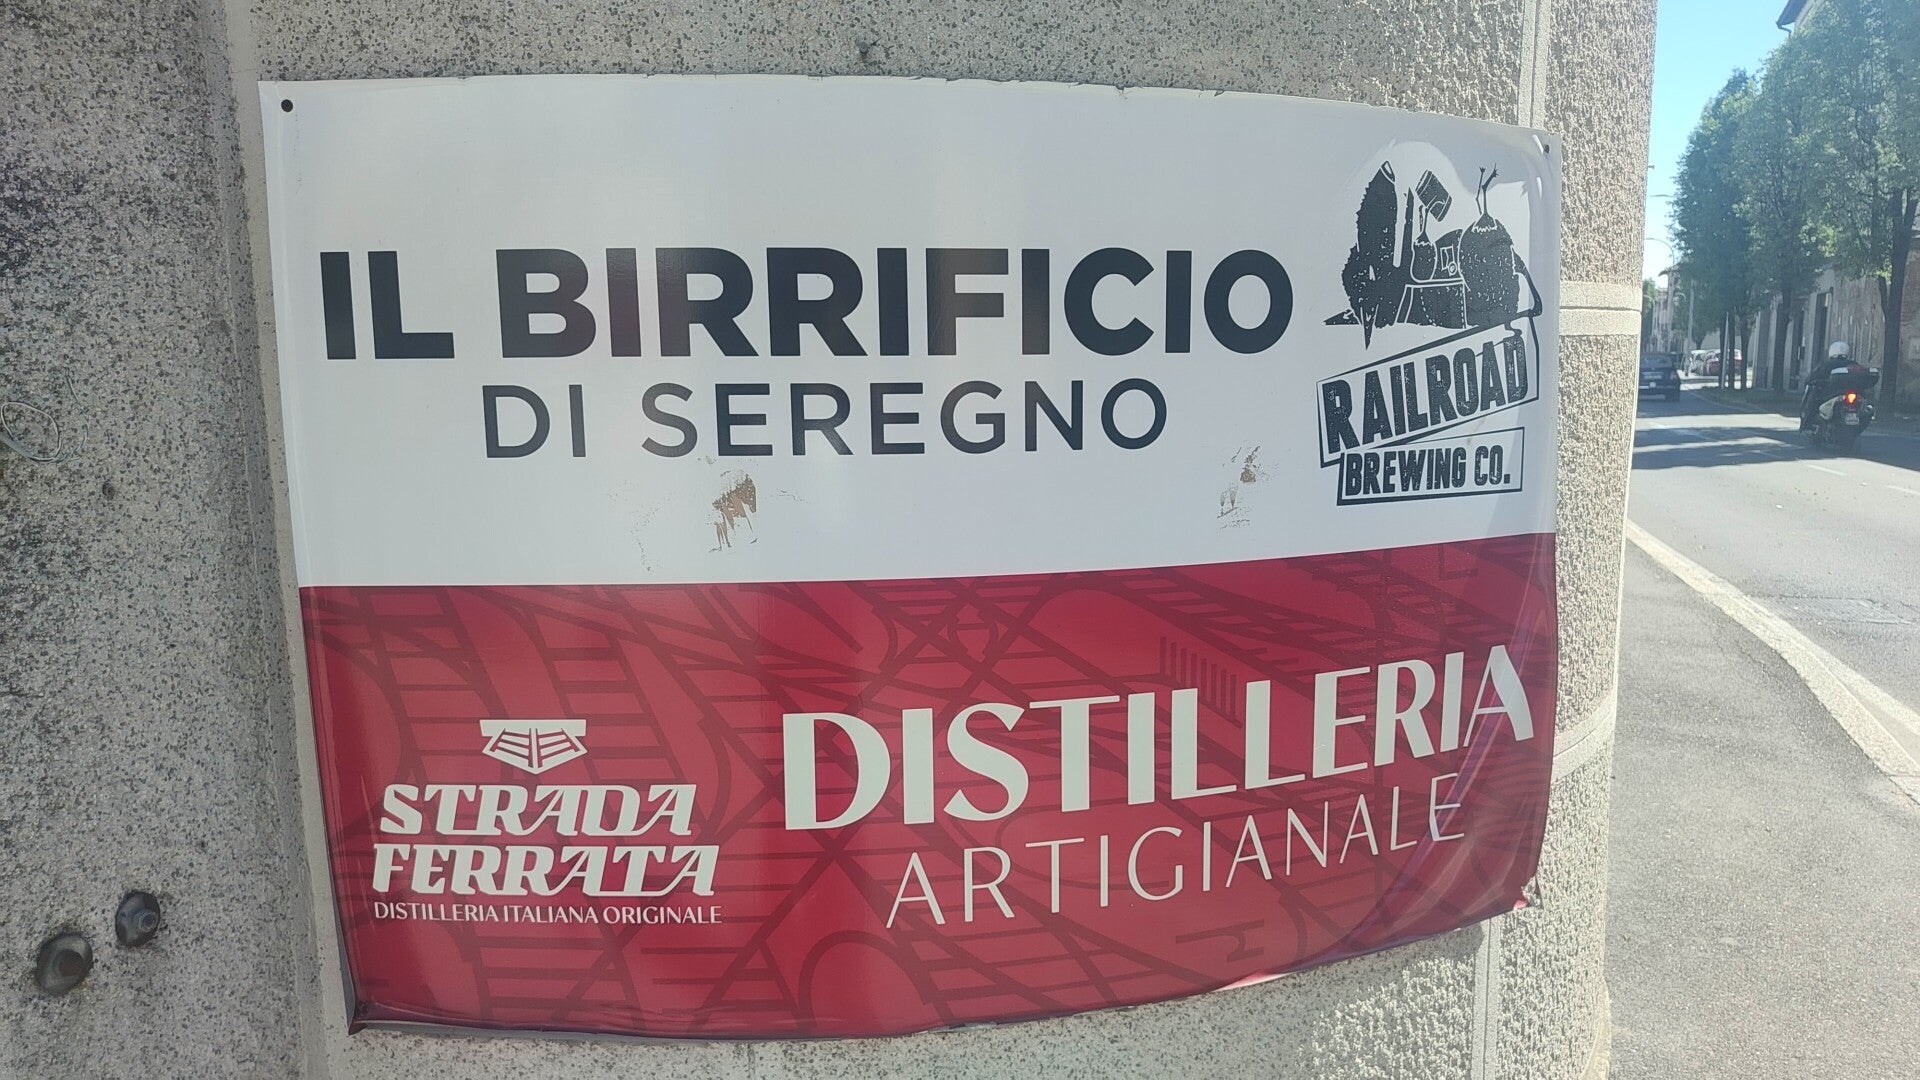 IL BIRRIFICIO
DI SEREGNO
RAILROAD
BREWING CO.
STRADA
FERRATA
DISTILLERIA ITALIANA ORIGINALE
DISTILLERIA
ARTIGIANALE